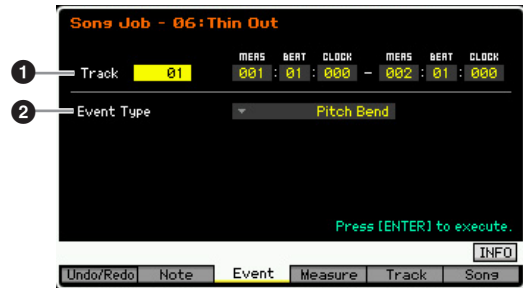 Song Job - 06:Thin Out
MEAS BEAT CLOCK MEAS BEAT CLOCK
1 Track 01 001 : 01 : 000 – 002 : 01 : 000
2 Event Type Pitch Bend
Press [ENTER] to execute.
INFO
Undo/Redo Note Event Measure Track Song